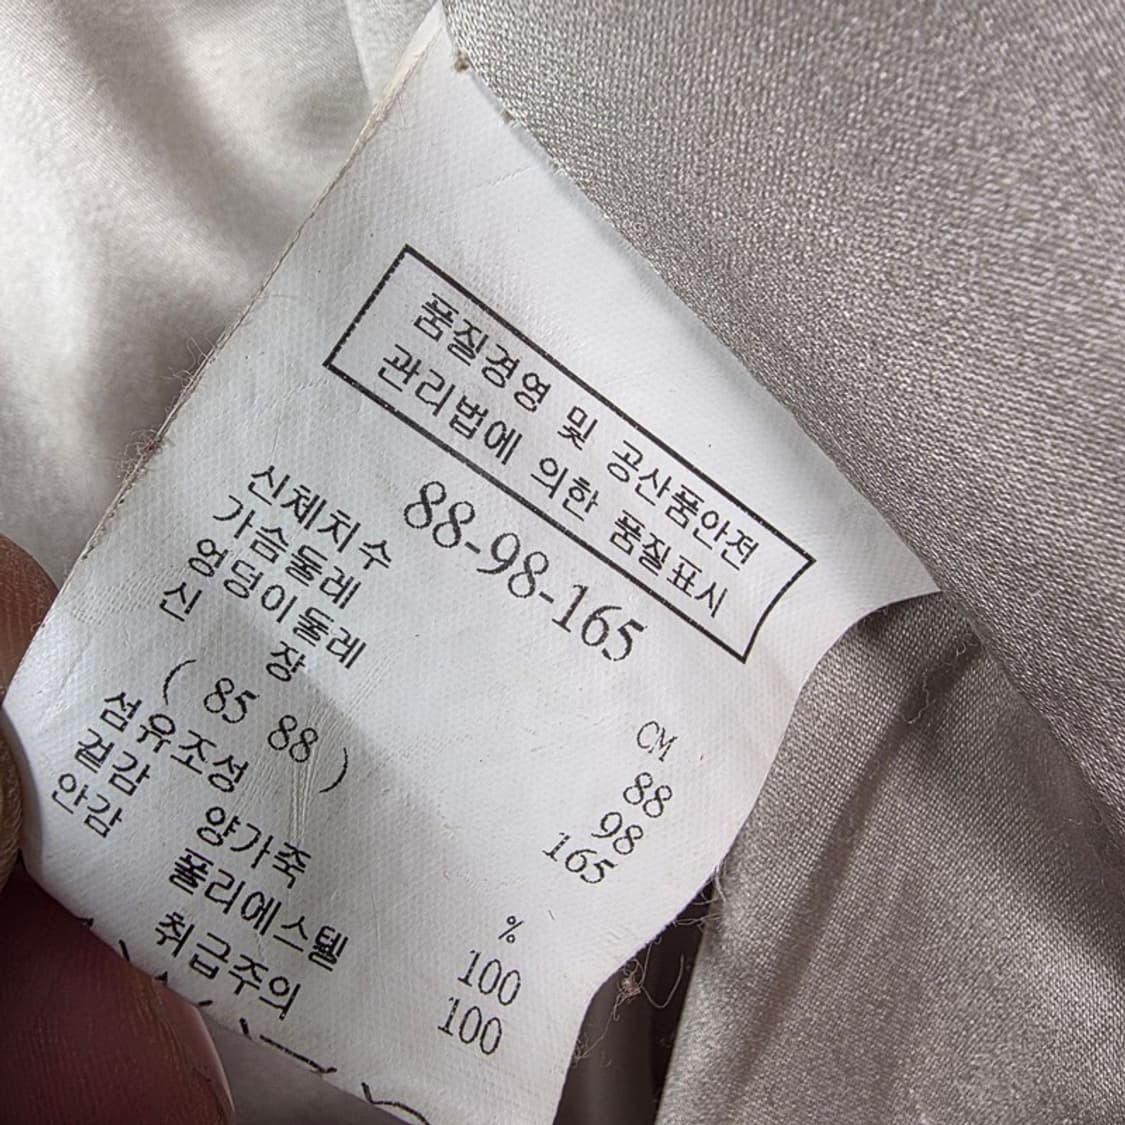 품질경영 및 공산품안전
관리법에 의한 품질표시
88-98-165
신체치수 CM
가슴둘레 88
엉덩이둘레 98
신 장 165
( 85 88 )
섬유조성 %
겉감 양가죽 100
안감 폴리에스텔 100
취급주의